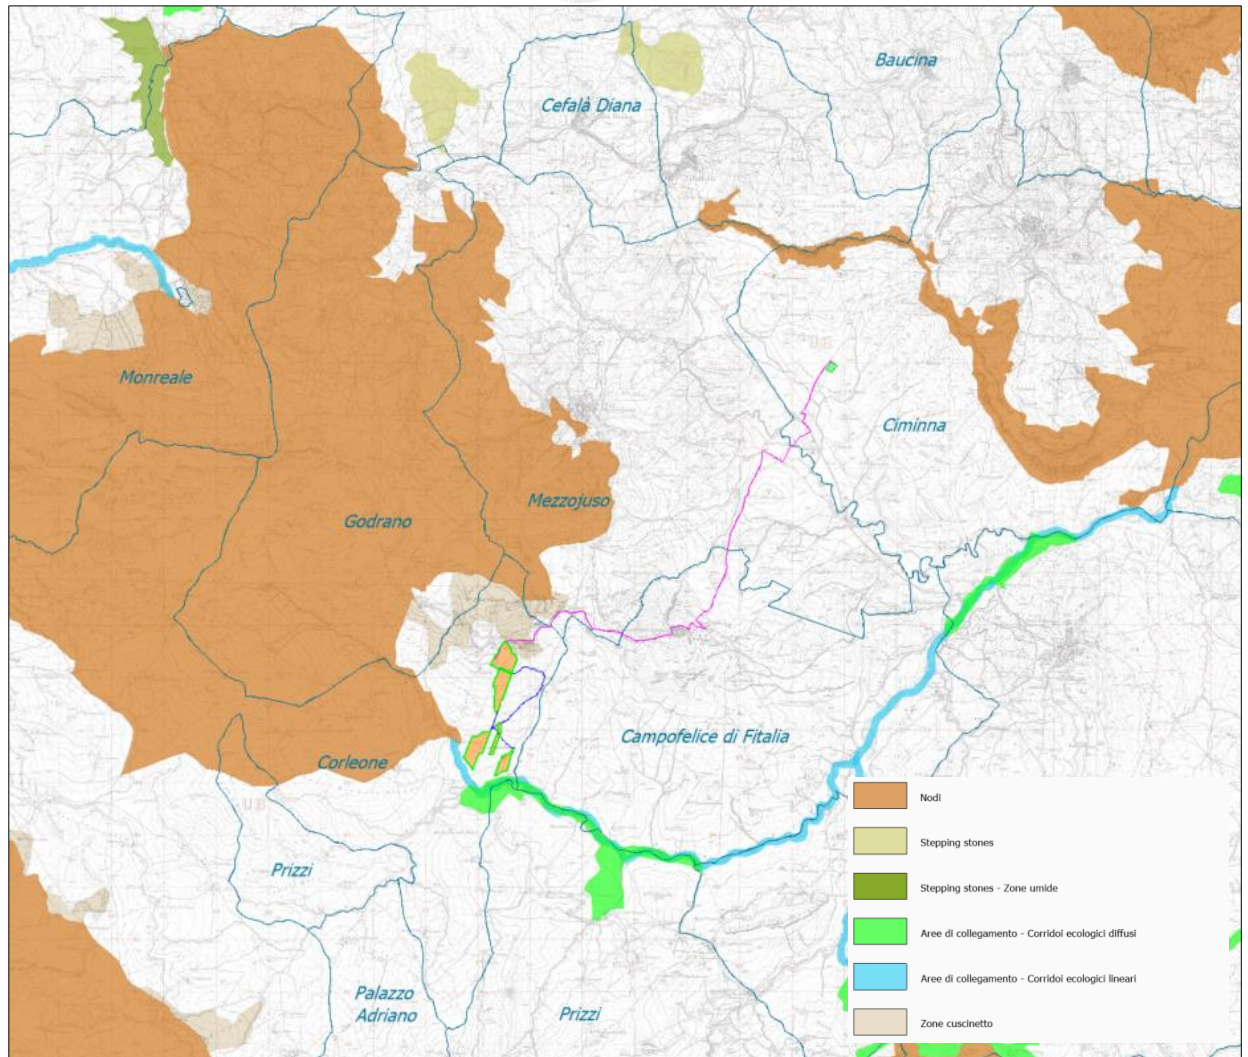 Baucina
Cefalà Diana
Monreale
Ciminna
Mezzojuso
Godrano
Campofelice di Fitalia
Corleone
Prizzi
Palazzo
Adriano
Prizzi
Nodi
Stepping stones
Stepping stones - Zone umide
Aree di collegamento - Corridoi ecologici diffusi
Aree di collegamento - Corridoi ecologici lineari
Zone cuscinetto